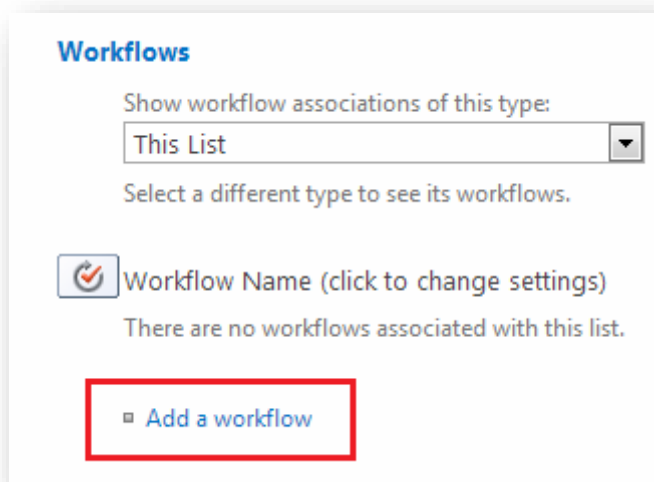 Workflows
Show workflow associations of this type:
This List
Select a different type to see its workflows.
Workflow Name (click to change settings)
There are no workflows associated with this list.
Add a workflow